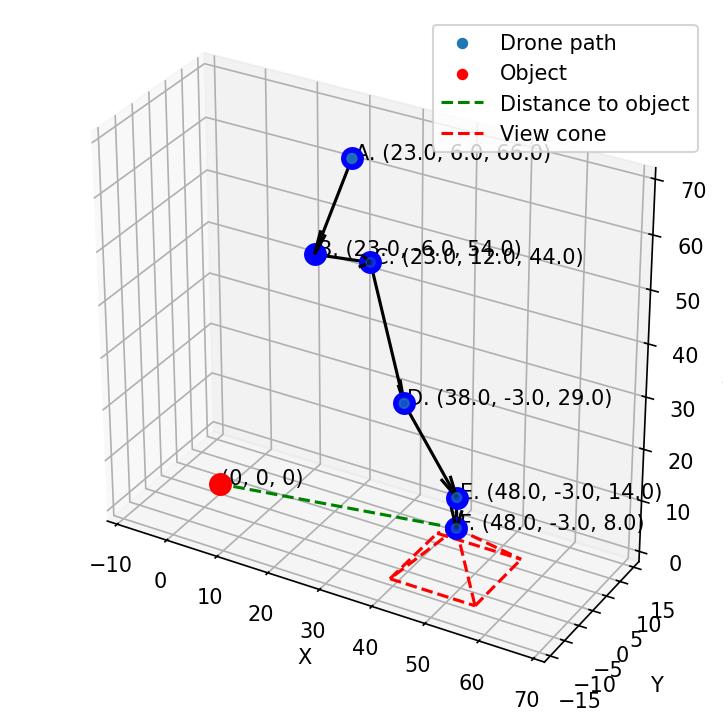 Drone path
Object
Distance to object
View cone
A. (23.0, 6.0, 66.0)
B. (23.0, -6.0, 54.0)
C. (23.0, 12.0, 44.0)
D. (38.0, -3.0, 29.0)
E. (48.0, -3.0, 14.0)
F. (48.0, -3.0, 8.0)
(0, 0, 0)
70
60
50
40
30
20
10
0
−10
0
10
20
30
40
50
60
70
X
15
10
5
0
−5
−10
−15
Y